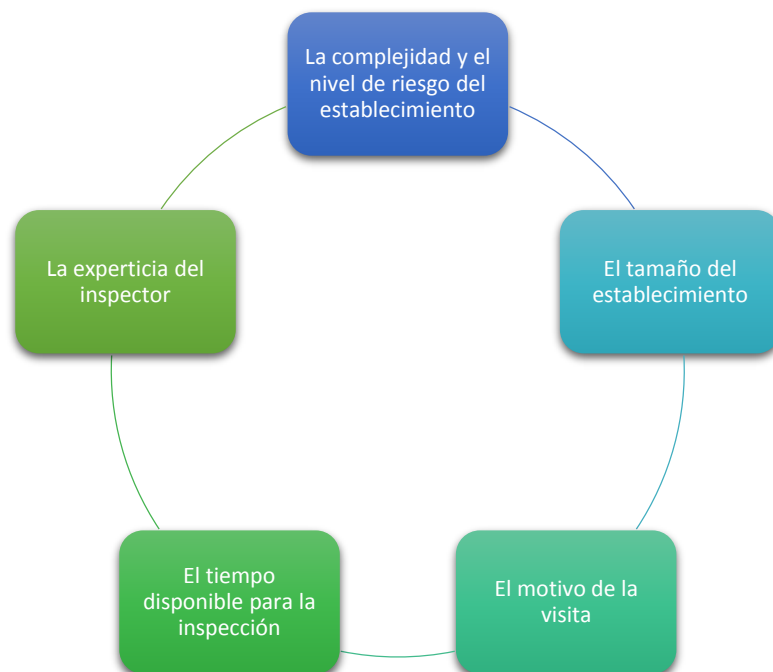 La complejidad y el
nivel de riesgo del
establecimiento
El tamaño del
establecimiento
El motivo de la
visita
El tiempo
disponible para la
inspección
La experticia del
inspector